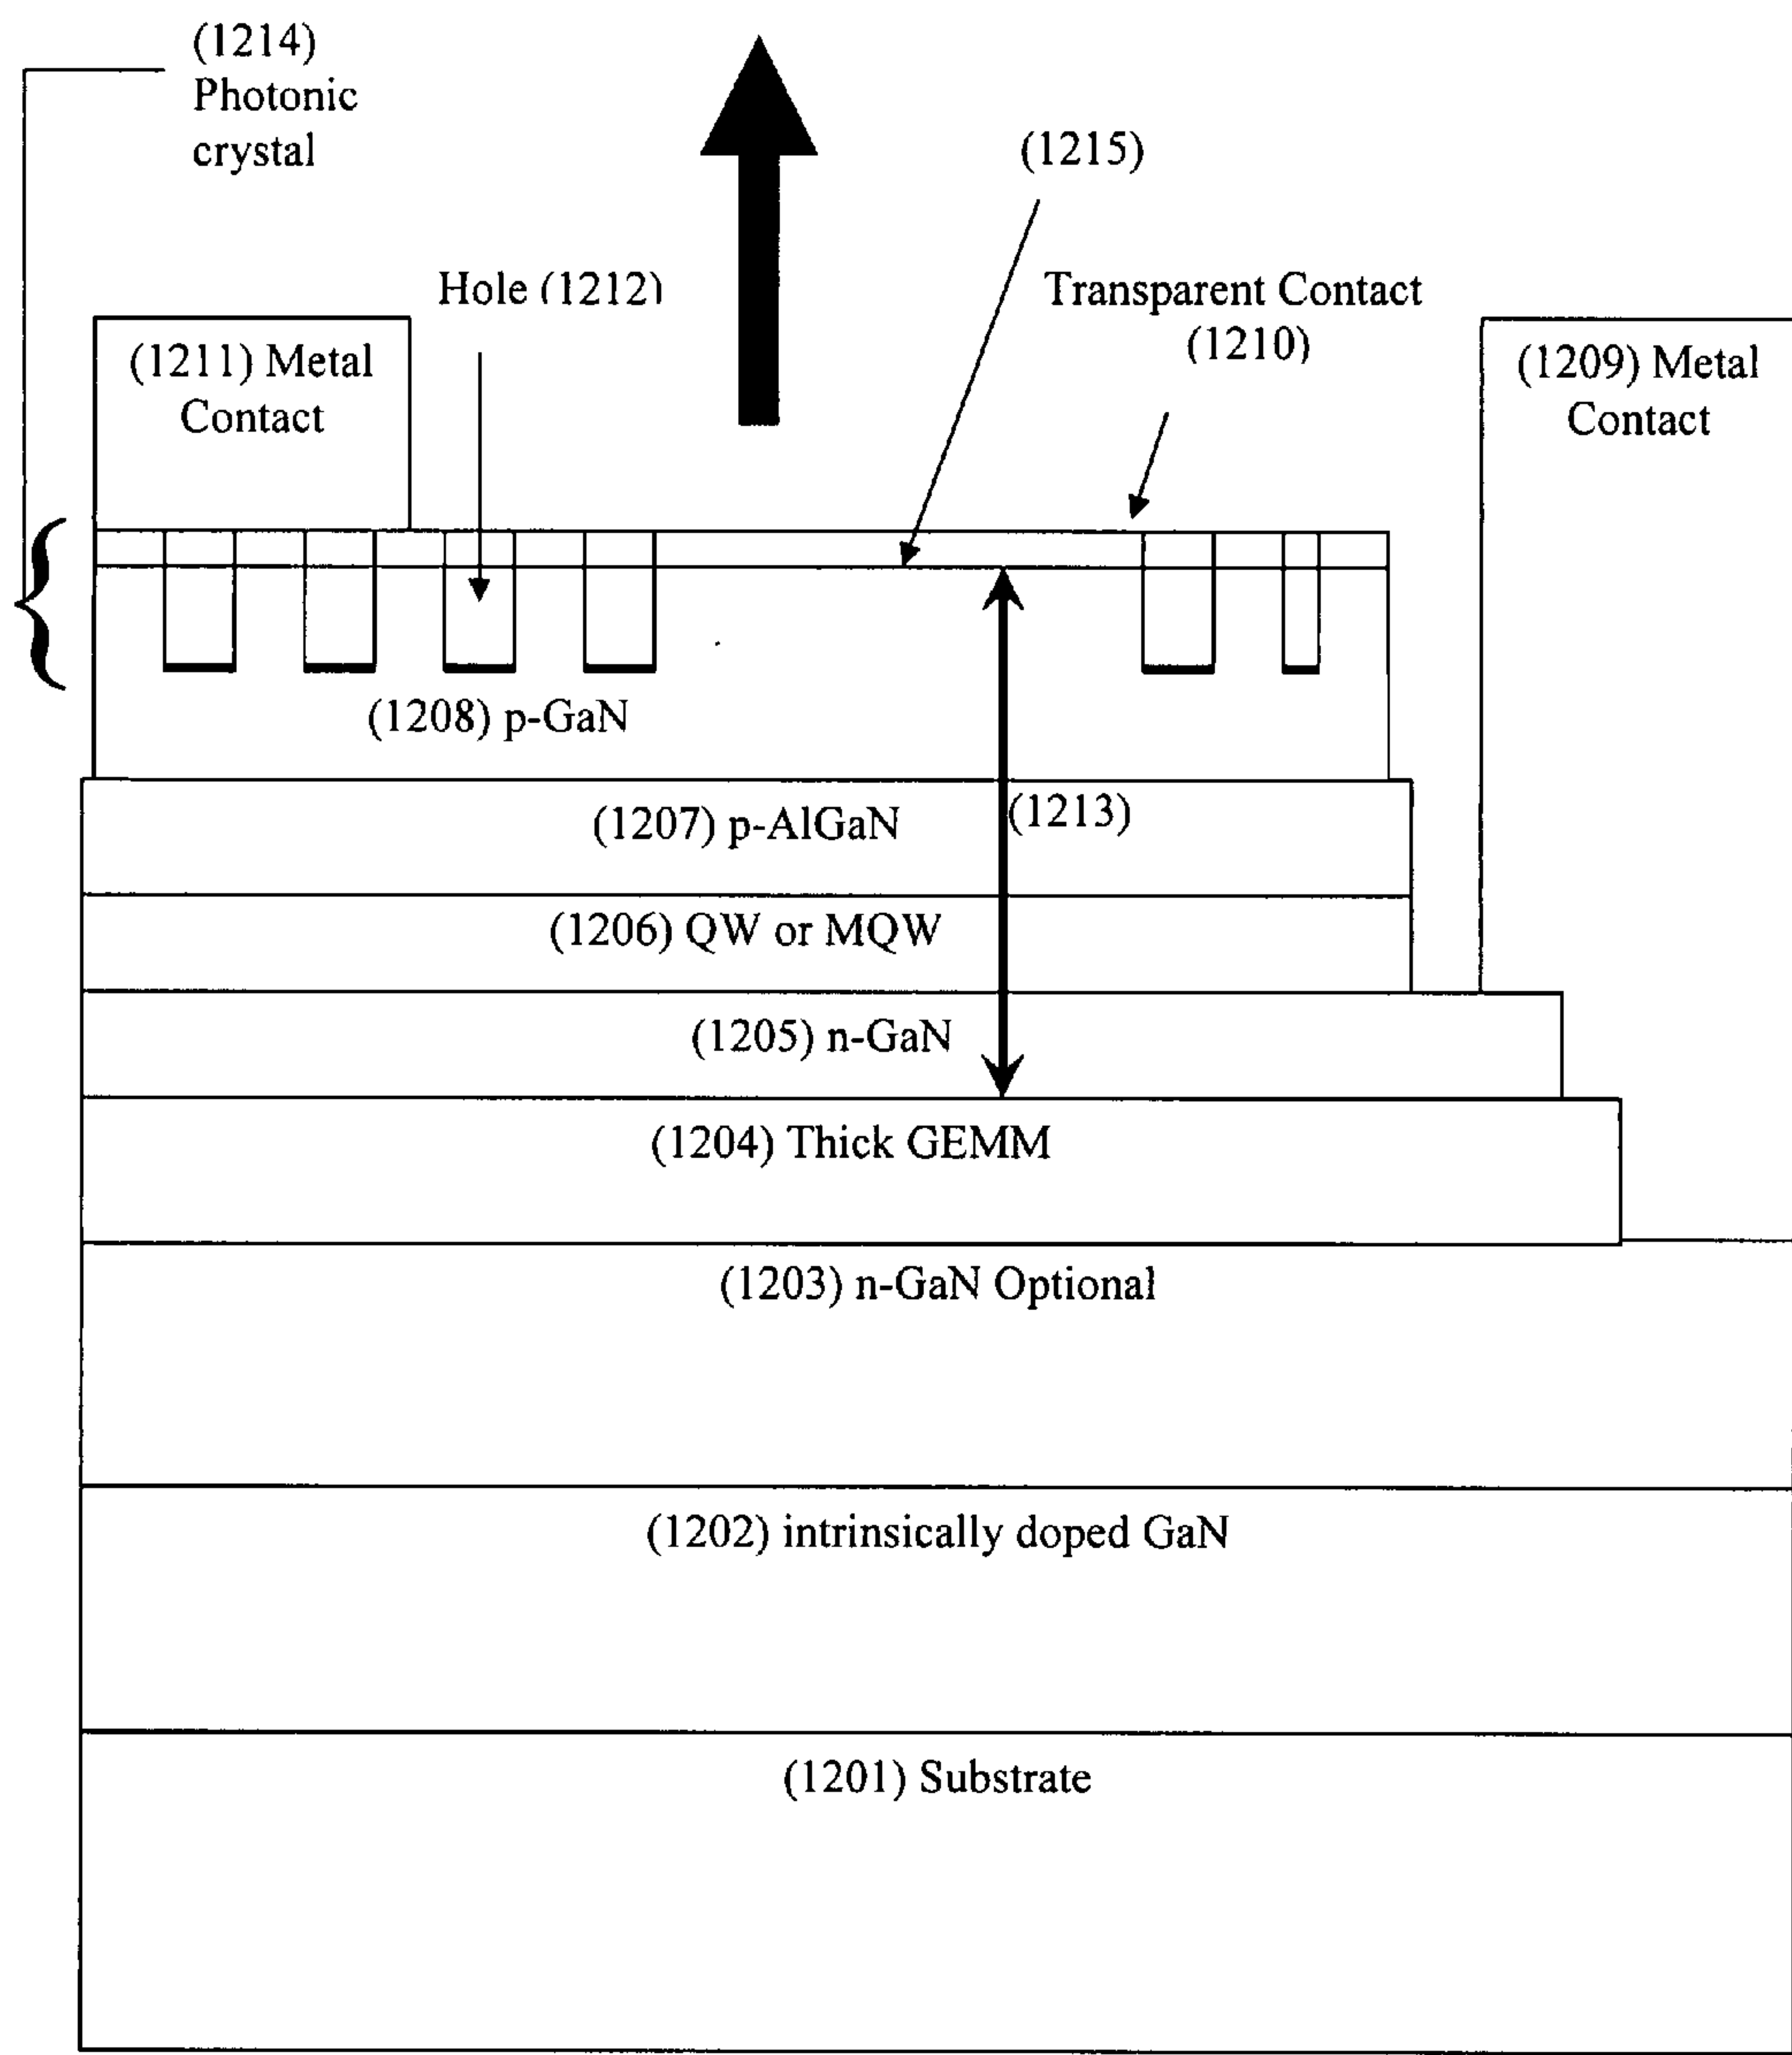 (1214)
Photonic
crystal
(1215)
Hole (1212)
Transparent Contact
(1210)
(1211) Metal
Contact
(1209) Metal
Contact
(1208) p-GaN
(1207) p-AlGaN
(1213)
(1206) QW or MQW
(1205) n-GaN
(1204) Thick GEMM
(1203) n-GaN Optional
(1202) intrinsically doped GaN
(1201) Substrate